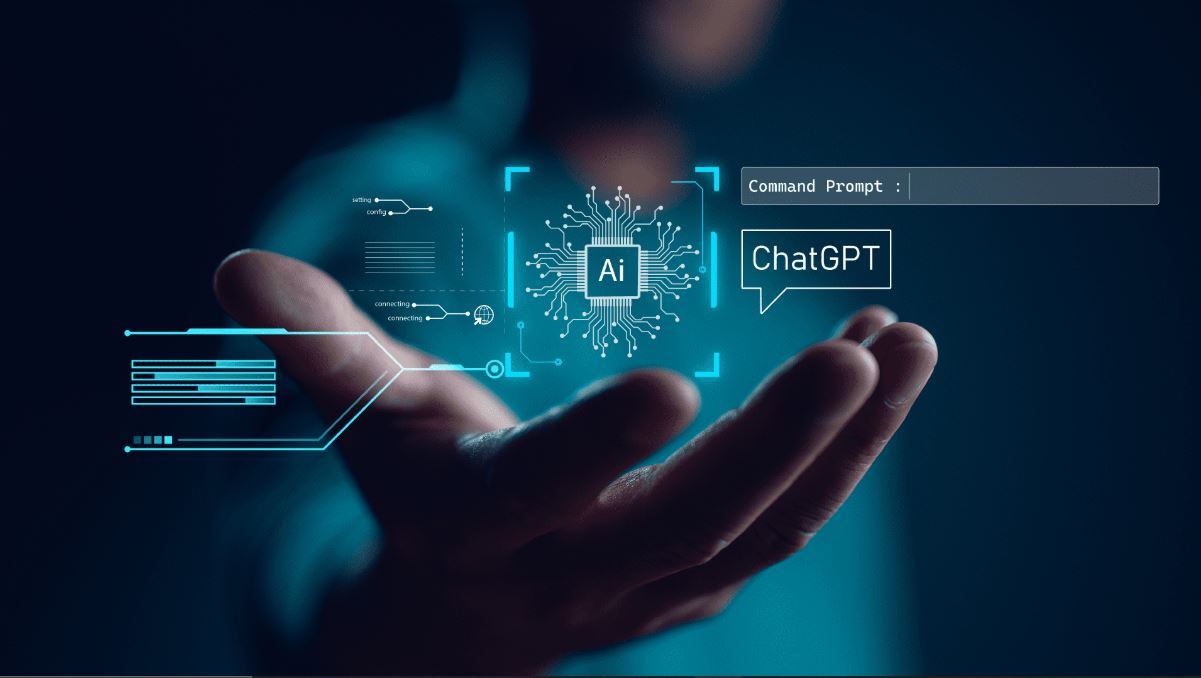 setting
config
connecting
connecting
Ai
Command Prompt :
ChatGPT